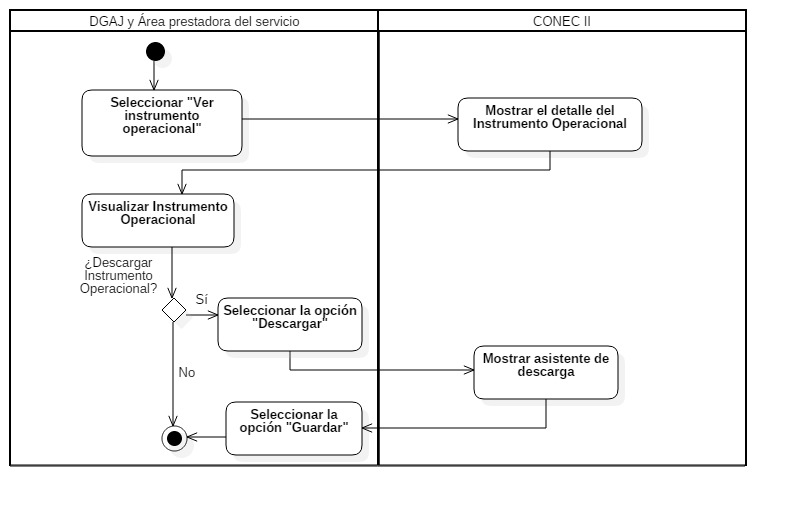 DGAJ y Área prestadora del servicio
CONEC II
Seleccionar "Ver
instrumento
operacional"
Mostrar el detalle del
Instrumento Operacional
Visualizar Instrumento
Operacional
¿Descargar
Instrumento
Operacional?
Sí
Seleccionar la opción
"Descargar"
Mostrar asistente de
descarga
No
Seleccionar la
opción "Guardar"